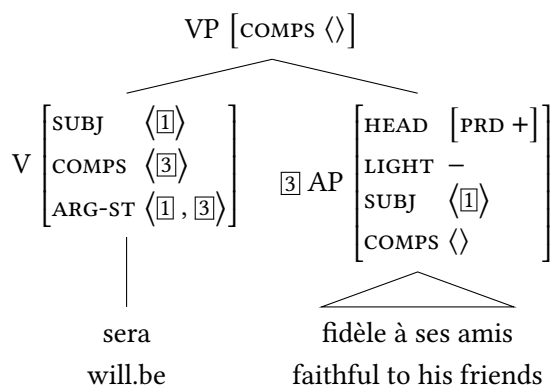 VP [COMPS ⟨⟩]
V [SUBJ ⟨[1]⟩
COMPS ⟨[3]⟩
ARG-ST ⟨[1] , [3]⟩]
[3] AP [HEAD [PRD +]
LIGHT −
SUBJ ⟨[1]⟩
COMPS ⟨⟩]
sera
will.be
fidèle à ses amis
faithful to his friends